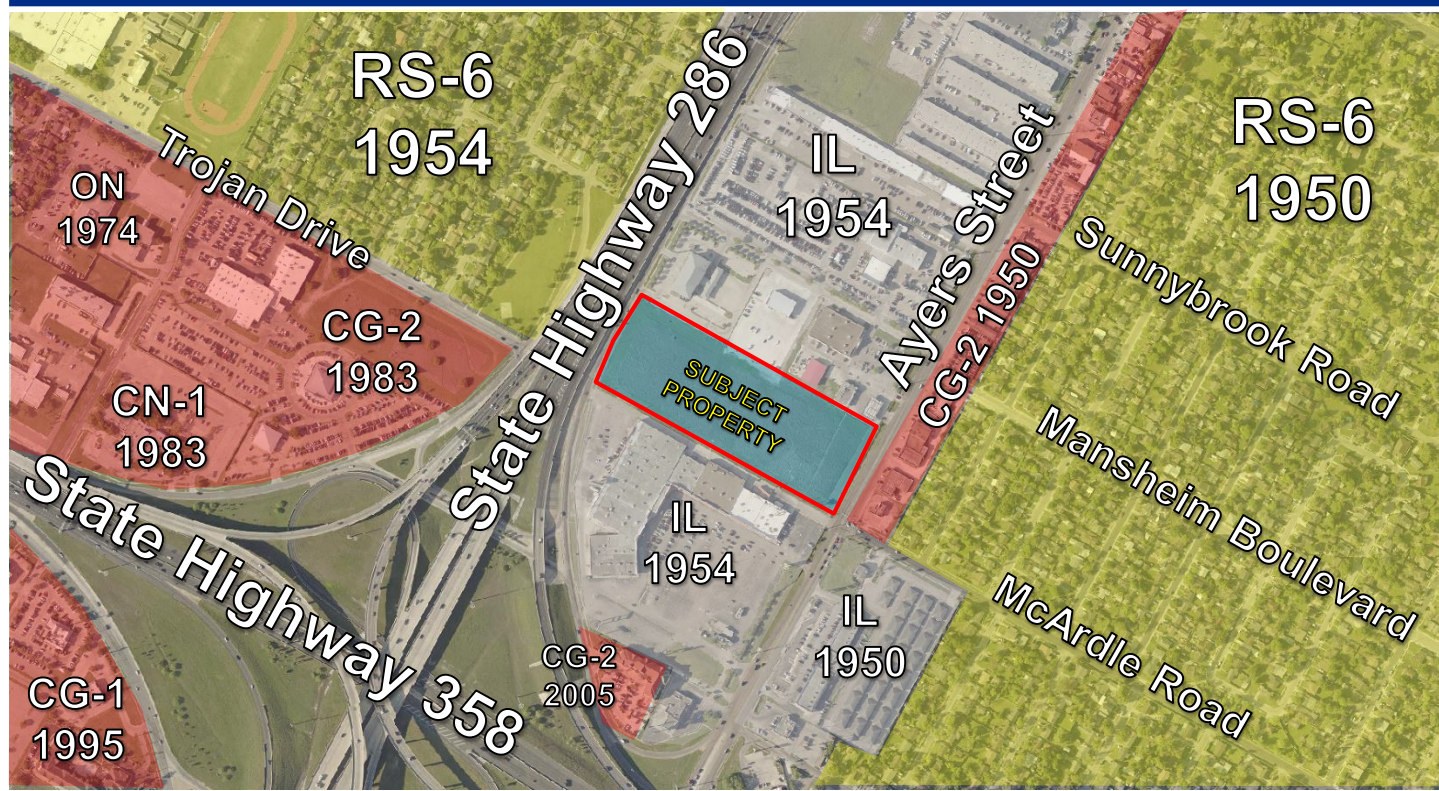 RS-6
1954
State Highway 286
RS-6
1950
Trojan Drive
IL
1954
Ayers Street
ON
1974
CG-2 1950
Sunnybrook Road
CG-2
1983
SUBJECT
PROPERTY
CN-1
1983
Mansheim Boulevard
State Highway 358
IL
1954
McArdle Road
IL
1950
CG-2
2005
CG-1
1995